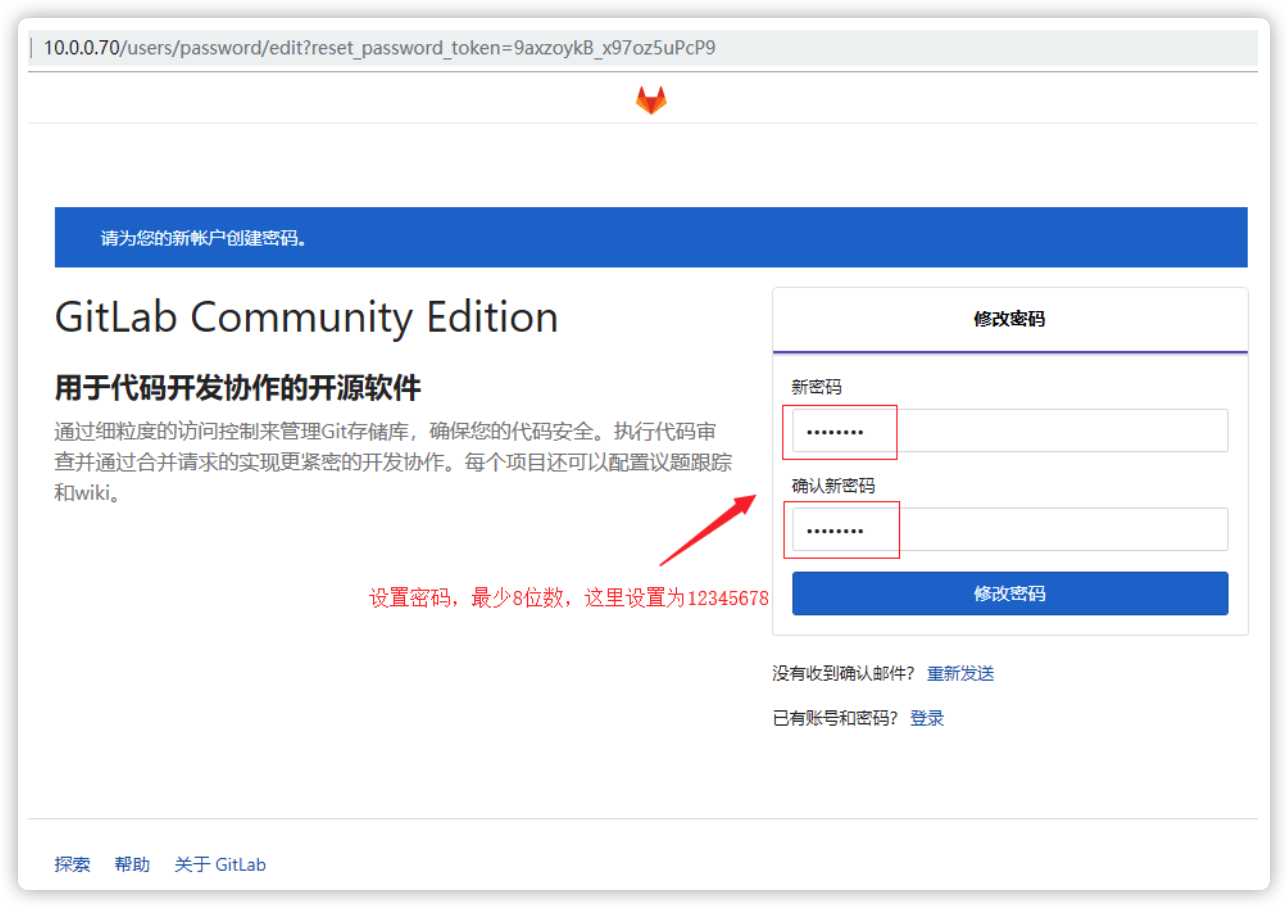 10.0.0.70/users/password/edit?reset_password_token=9axzoykB_x97oz5uPcP9
请为您的新帐户创建密码。
GitLab Community Edition
用于代码开发协作的开源软件
通过细粒度的访问控制来管理Git存储库，确保您的代码安全。执行代码审
查并通过合并请求的实现更紧密的开发协作。每个项目还可以配置议题跟踪
和wiki。
修改密码
新密码
••••••••
确认新密码
••••••••
设置密码，最少8位数，这里设置为12345678
修改密码
没有收到确认邮件？ 重新发送
已有账号和密码？ 登录
探索 帮助 关于 GitLab